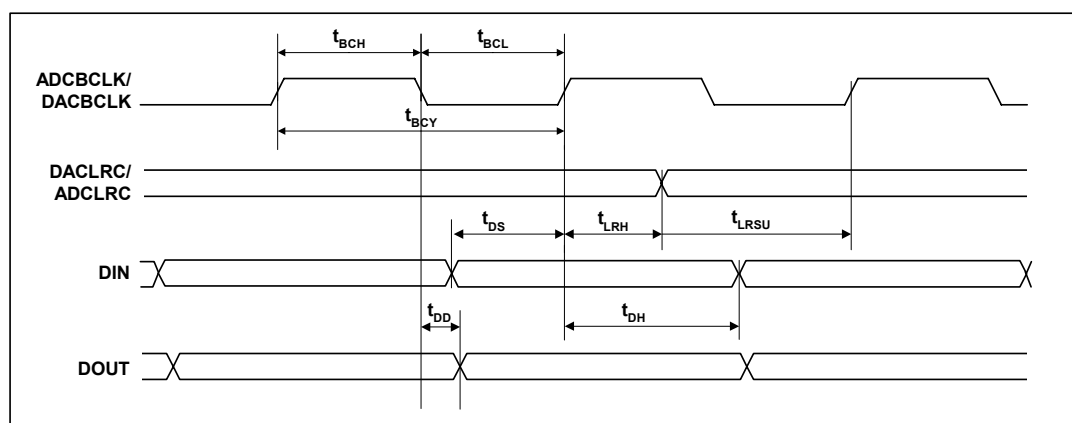 tBCH
tBCL
ADCBCLK/
DACBCLK
tBCY
DACLRC/
ADCLRC
tDS
tLRH
tLRSU
DIN
tDD
tDH
DOUT